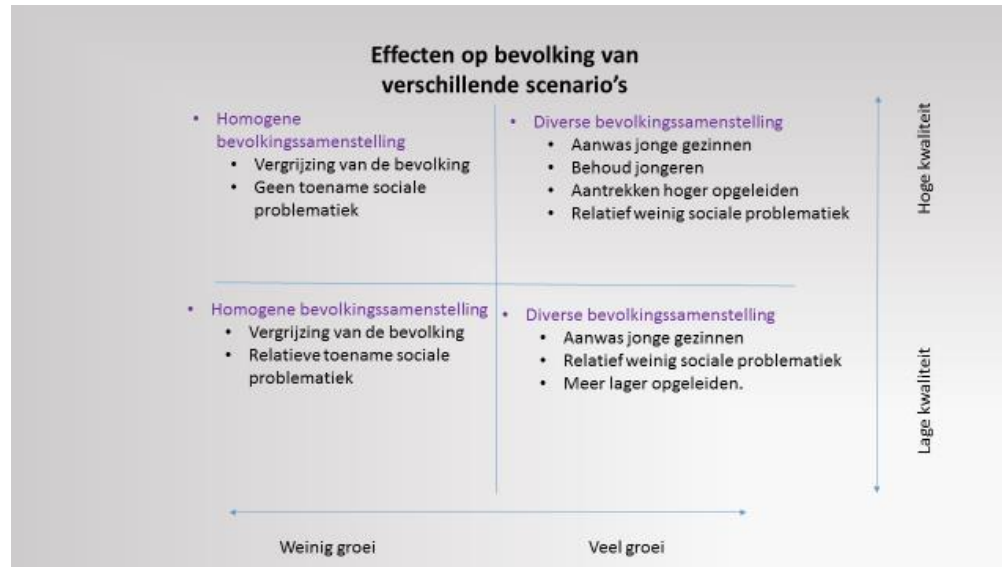 Effecten op bevolking van
verschillende scenario's
• Homogene
bevolkingssamenstelling
• Vergrijzing van de bevolking
• Geen toename sociale
problematiek
• Diverse bevolkingssamenstelling
• Aanwas jonge gezinnen
• Behoud jongeren
• Aantrekken hoger opgeleiden
• Relatief weinig sociale problematiek
Hoge kwaliteit
• Homogene bevolkingssamenstelling
• Vergrijzing van de bevolking
• Relatieve toename sociale
problematiek
• Diverse bevolkingssamenstelling
• Aanwas jonge gezinnen
• Relatief weinig sociale problematiek
• Meer lager opgeleiden.
Lage kwaliteit
Weinig groei
Veel groei